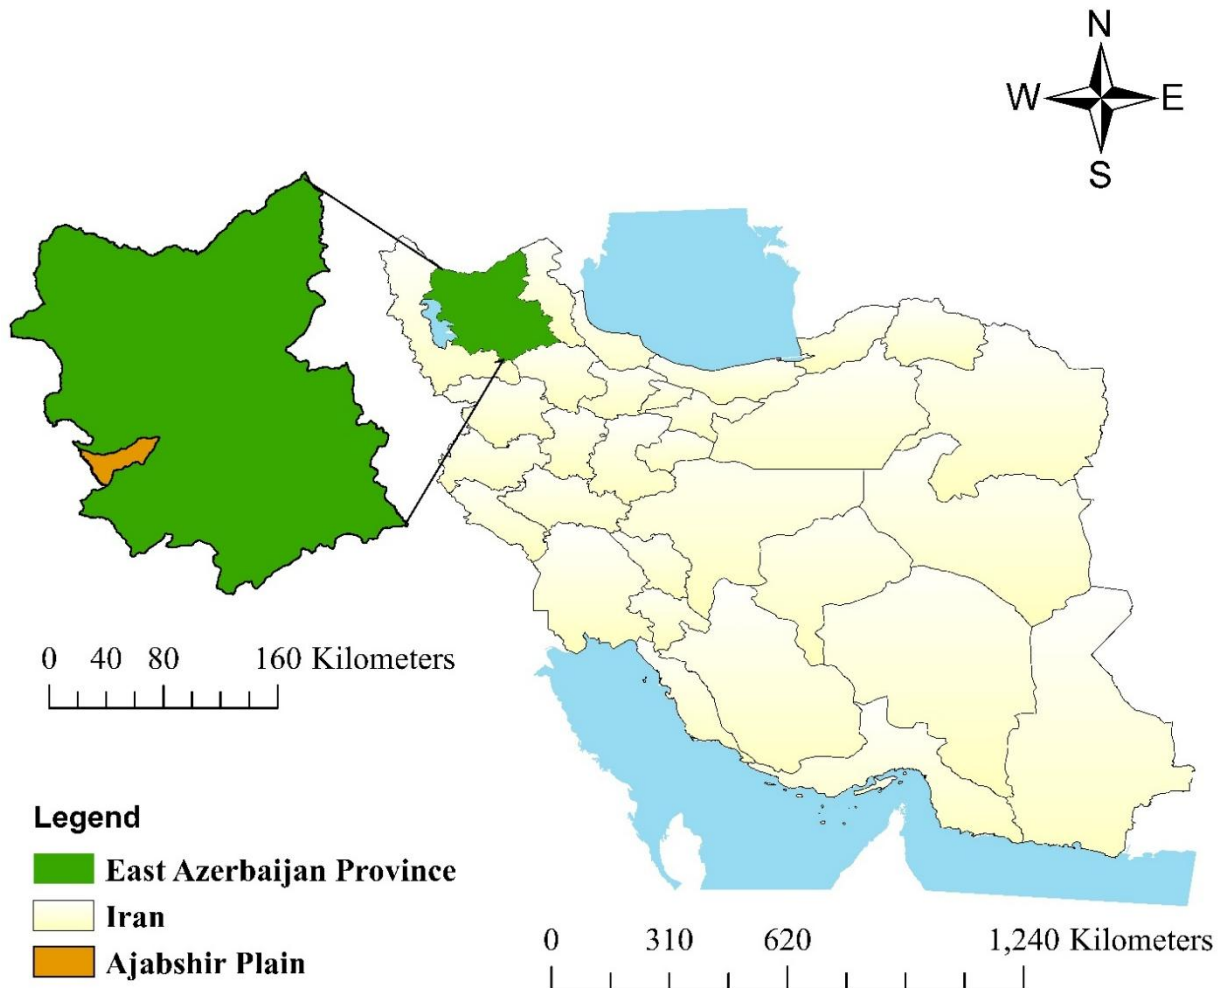 N
W E
S
0 40 80 160 Kilometers
Legend
East Azerbaijan Province
Iran
Ajabshir Plain
0 310 620 1,240 Kilometers